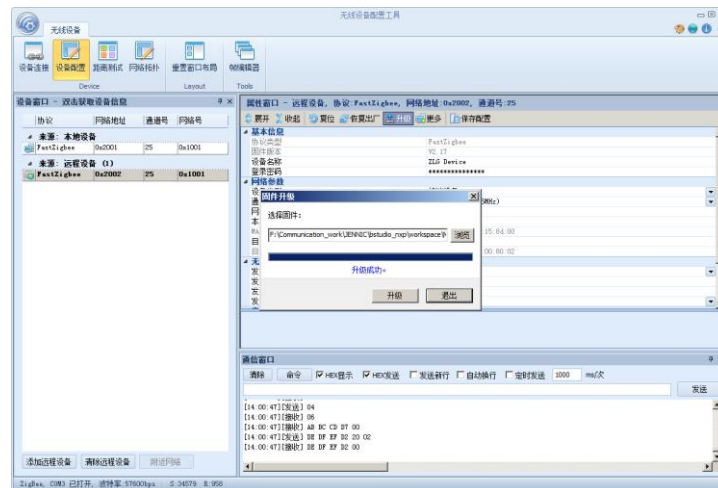 无线设备配置工具
无线设备
设备连接 设备配置 距离测试 网络拓扑 重置窗口布局 帧编辑器
Device Layout Tools
设备窗口 - 双击获取设备信息
协议 网络地址 通道号 网络号
来源: 本地设备
FastZigbee 0x2001 25 0x1001
来源: 远程设备 (1)
FastZigbee 0x2002 25 0x1001
添加远程设备 清除远程设备
属性窗口 - 远程设备, 协议:FastZigbee, 网络地址:0x2002, 通道号:25
展开 收起 复位 恢复出厂 升级 更多 保存配置
基本信息
协议类型 FastZigbee
固件版本 V2.17
设备名称 ZLG Device
登录密码 ***************
网络参数
固件升级
选择固件:
F:\Communication_work\JENNIC\bstudio_nxp\workspace\ 浏览
升级成功。
升级 退出
通信窗口
清除 命令 HEX显示 HEX发送 发送新行 自动换行 定时发送 1000 ms/次
发送
[14:00:47][发送] 04
[14:00:47][接收] 06
[14:00:47][接收] AB BC CD D7 00
[14:00:47][发送] DE DF EF D2 20 02
[14:00:47][接收] DE DF EF D2 00
ZigBee, COM3 已打开, 波特率:57600bps S:34579 R:958